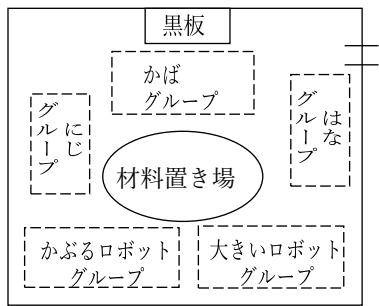 黒板
かば
グループ
にじ
グループ
はな
グループ
材料置き場
かぶるロボット
グループ
大きいロボット
グループ